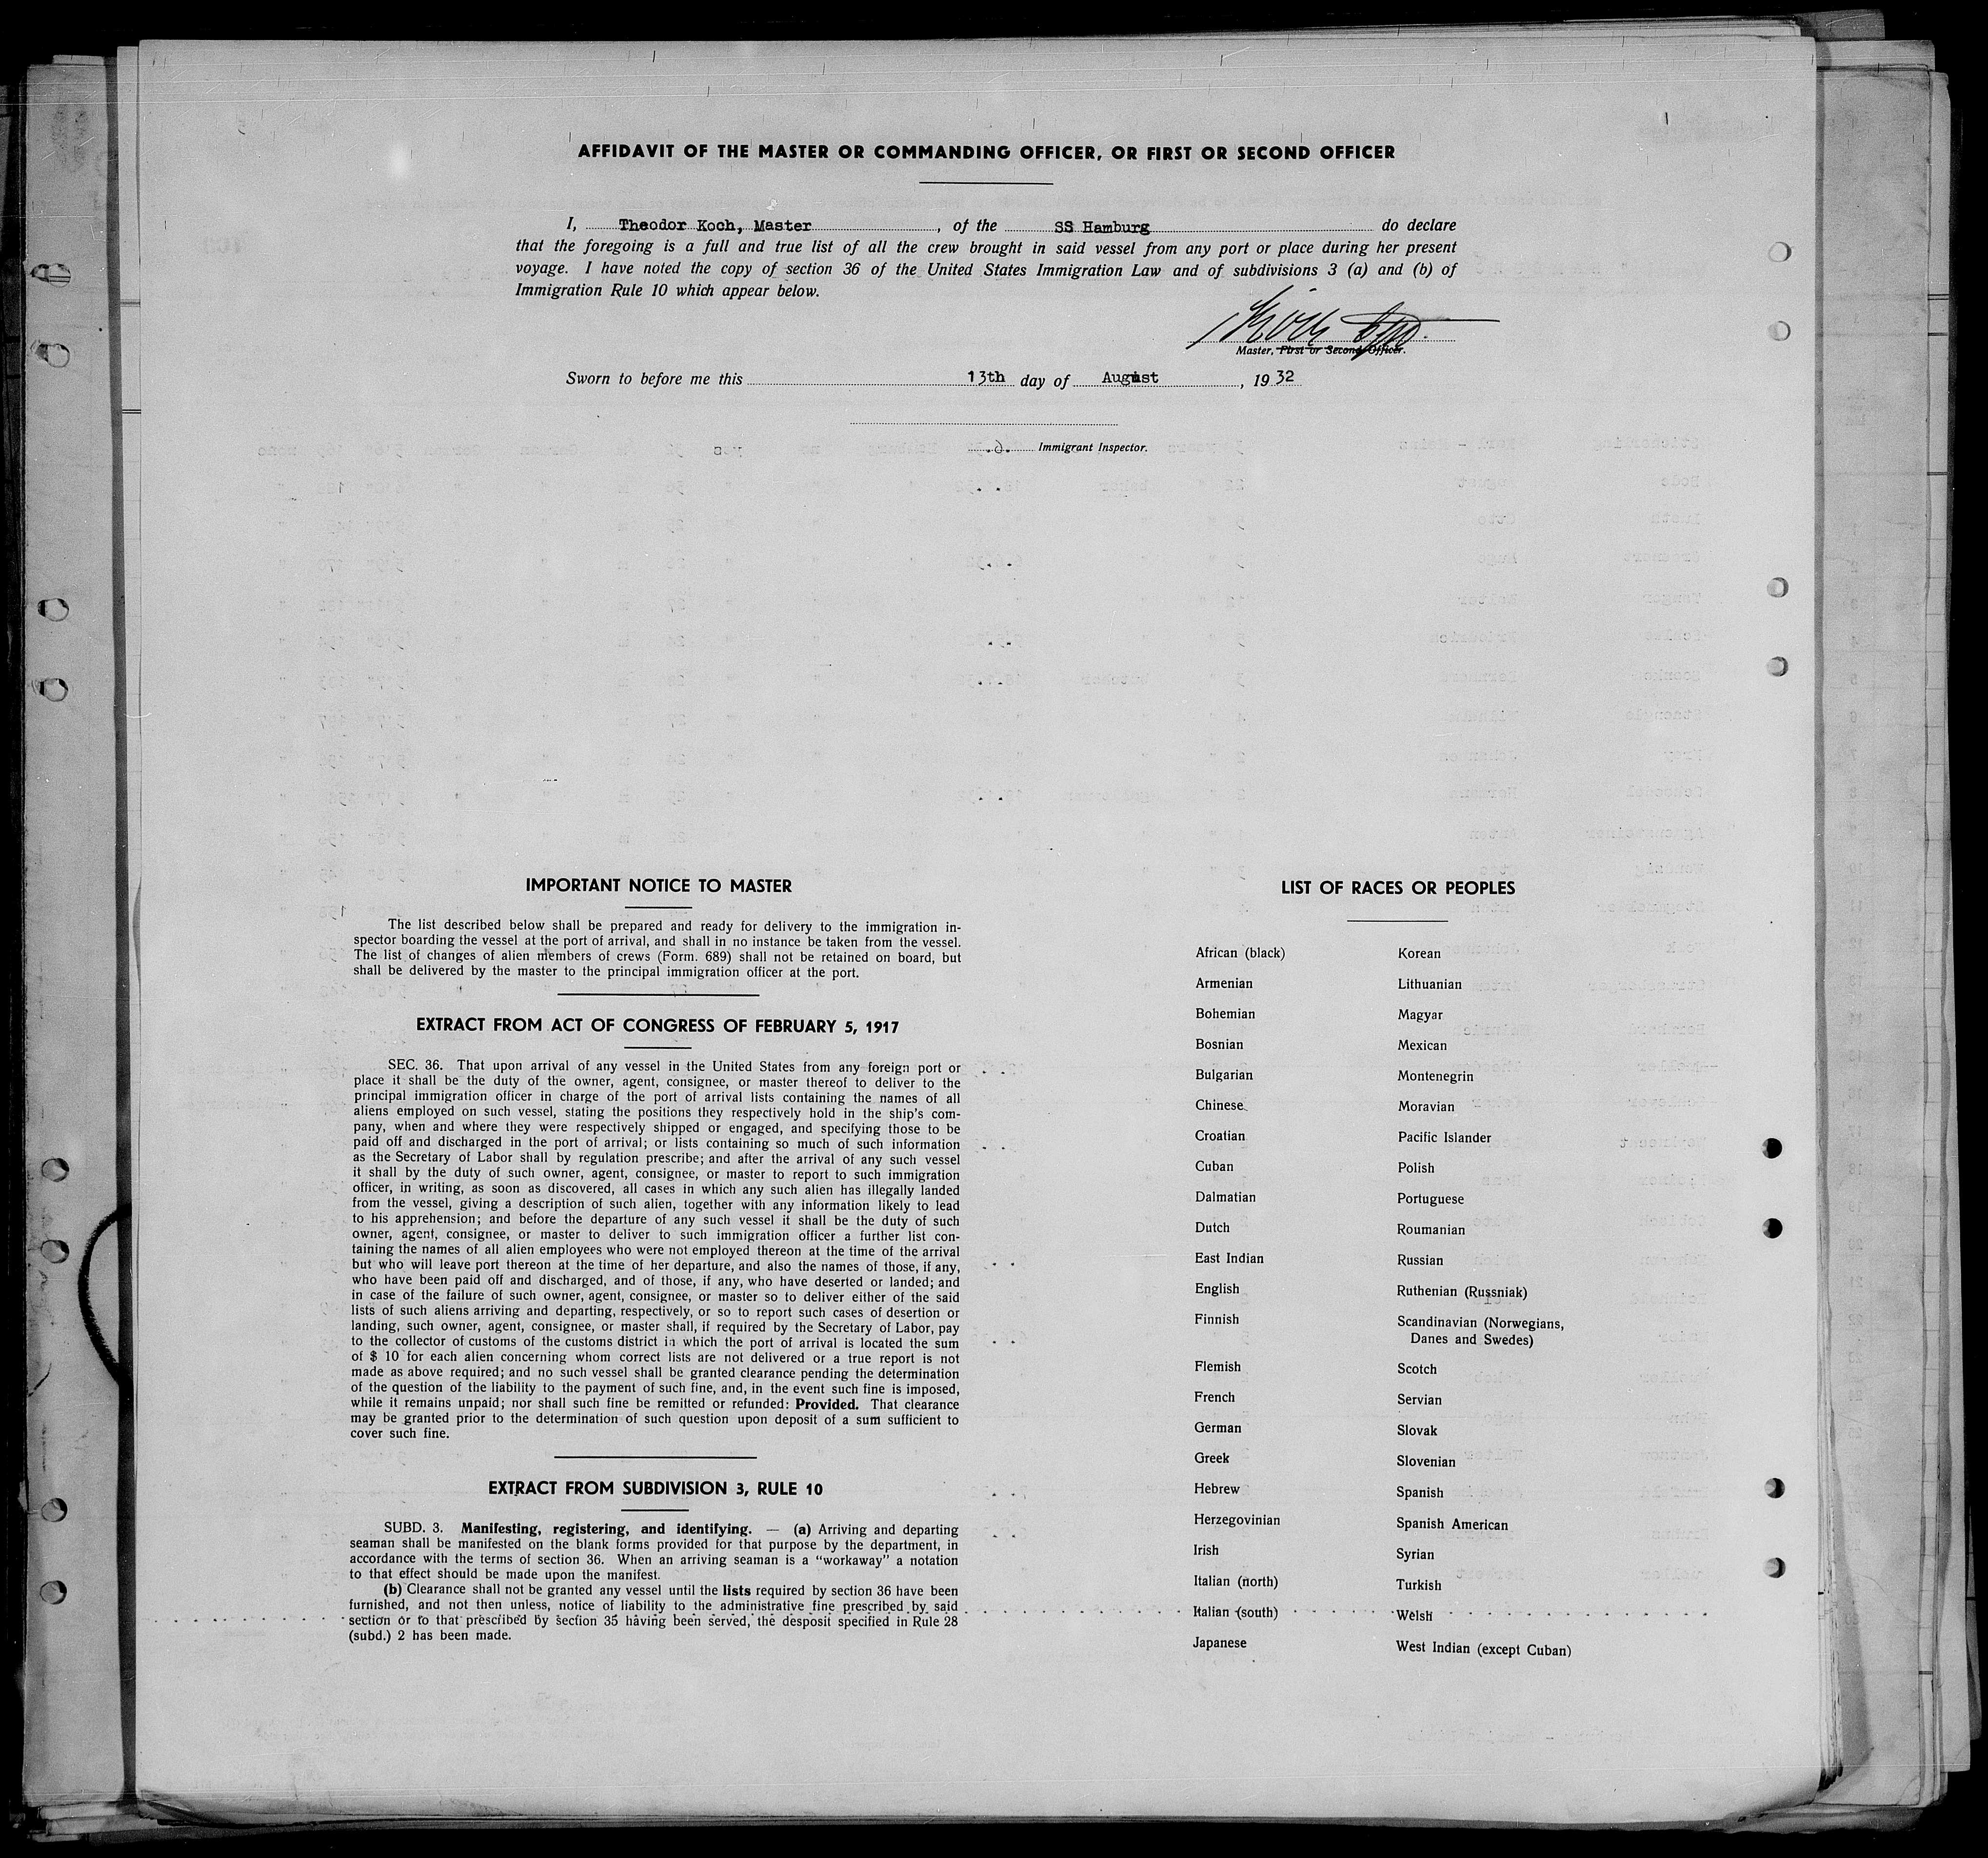 AFFIDAVIT OF THE MASTER OR COMMANDING OFFICER, OR FIRST OR SECOND OFFICER
I, Theodor Koch, Master, of the SS Hamburg do declare
that the foregoing is a full and true list of all the crew brought in said vessel from any port or place during her present
voyage. I have noted the copy of section 36 of the United States Immigration Law and of subdivisions 3 (a) and (b) of
Immigration Rule 10 which appear below.
Koch
Master, First or Second Officer.
Sworn to before me this 13th day of August, 1932
Immigrant Inspector.
IMPORTANT NOTICE TO MASTER
The list described below shall be prepared and ready for delivery to the immigration in-
spector boarding the vessel at the port of arrival, and shall in no instance be taken from the vessel.
The list of changes of alien members of crews (Form. 689) shall not be retained on board, but
shall be delivered by the master to the principal immigration officer at the port.
EXTRACT FROM ACT OF CONGRESS OF FEBRUARY 5, 1917
SEC. 36. That upon arrival of any vessel in the United States from any foreign port or
place it shall be the duty of the owner, agent, consignee, or master thereof to deliver to the
principal immigration officer in charge of the port of arrival lists containing the names of all
aliens employed on such vessel, stating the positions they respectively hold in the ship's com-
pany, when and where they were respectively shipped or engaged, and specifying those to be
paid off and discharged in the port of arrival; or lists containing so much of such information
as the Secretary of Labor shall by regulation prescribe; and after the arrival of any such vessel
it shall by the duty of such owner, agent, consignee, or master to report to such immigration
officer, in writing, as soon as discovered, all cases in which any such alien has illegally landed
from the vessel, giving a description of such alien, together with any information likely to lead
to his apprehension; and before the departure of any such vessel it shall be the duty of such
owner, agent, consignee, or master to deliver to such immigration officer a further list con-
taining the names of all alien employees who were not employed thereon at the time of the arrival
but who will leave port thereon at the time of her departure, and also the names of those, if any,
who have been paid off and discharged, and of those, if any, who have deserted or landed; and
in case of the failure of such owner, agent, consignee, or master so to deliver either of the said
lists of such aliens arriving and departing, respectively, or so to report such cases of desertion or
landing, such owner, agent, consignee, or master shall, if required by the Secretary of Labor, pay
to the collector of customs of the customs district in which the port of arrival is located the sum
of $ 10 for each alien concerning whom correct lists are not delivered or a true report is not
made as above required; and no such vessel shall be granted clearance pending the determination
of the question of the liability to the payment of such fine, and, in the event such fine is imposed,
while it remains unpaid; nor shall such fine be remitted or refunded: Provided. That clearance
may be granted prior to the determination of such question upon deposit of a sum sufficient to
cover such fine.
EXTRACT FROM SUBDIVISION 3, RULE 10
SUBD. 3. Manifesting, registering, and identifying. — (a) Arriving and departing
seaman shall be manifested on the blank forms provided for that purpose by the department, in
accordance with the terms of section 36. When an arriving seaman is a “workaway” a notation
to that effect should be made upon the manifest.
(b) Clearance shall not be granted any vessel until the lists required by section 36 have been
furnished, and not then unless, notice of liability to the administrative fine prescribed by said
section or to that prescribed by section 35 having been served, the desposit specified in Rule 28
(subd.) 2 has been made.
LIST OF RACES OR PEOPLES
African (black)
Armenian
Bohemian
Bosnian
Bulgarian
Chinese
Croatian
Cuban
Dalmatian
Dutch
East Indian
English
Finnish
Flemish
French
German
Greek
Hebrew
Herzegovinian
Irish
Italian (north)
Italian (south)
Japanese
Korean
Lithuanian
Magyar
Mexican
Montenegrin
Moravian
Pacific Islander
Polish
Portuguese
Roumanian
Russian
Ruthenian (Russniak)
Scandinavian (Norwegians,
Danes and Swedes)
Scotch
Servian
Slovak
Slovenian
Spanish
Spanish American
Syrian
Turkish
Welsh
West Indian (except Cuban)